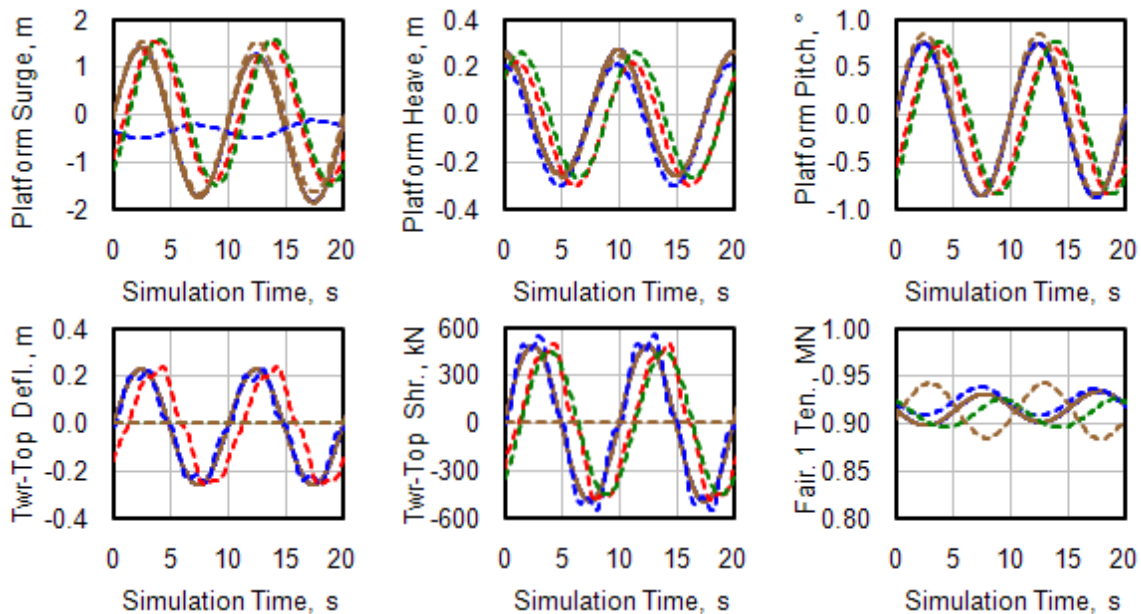 Platform Surge, m
2
1
0
-1
-2
0 5 10 15 20
Simulation Time, s
Platform Heave, m
0.4
0.2
0.0
-0.2
-0.4
0 5 10 15 20
Simulation Time, s
Platform Pitch, °
1.0
0.5
0.0
-0.5
-1.0
0 5 10 15 20
Simulation Time, s
Twr-Top Defl., m
0.4
0.2
0.0
-0.2
-0.4
0 5 10 15 20
Simulation Time, s
Twr-Top Shr., kN
600
300
0
-300
-600
0 5 10 15 20
Simulation Time, s
Fair. 1 Ten., MN
1.00
0.95
0.90
0.85
0.80
0 5 10 15 20
Simulation Time, s